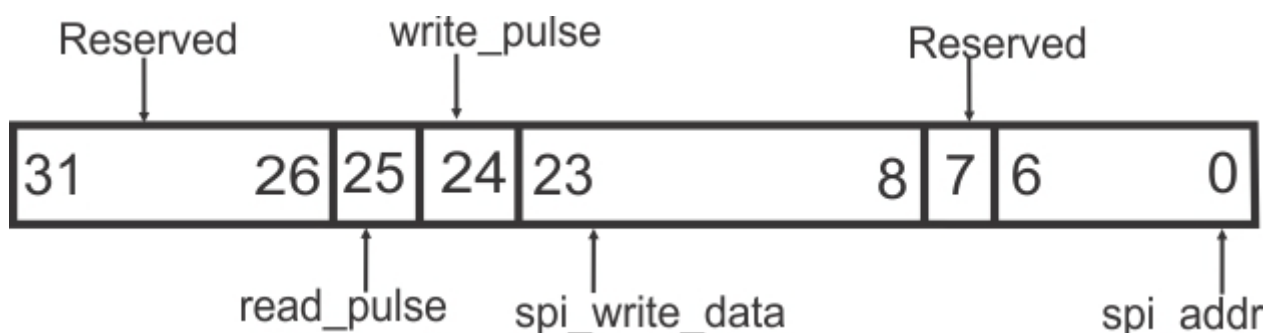 Reserved write_pulse Reserved
31 26 25 24 23 8 7 6 0
read_pulse spi_write_data spi_addr